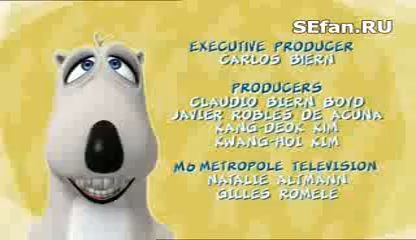 SEfan.RU
EXECUTIVE PRODUCER
CARLOS BIERN
PRODUCERS
CLAUDIO BIERN BOYD
JAVIER ROBLES DE ACUNA
KANG-DEOK KIM
KWANG-HOI KIM
M6 METROPOLE TELEVISION
NATALIE ALTMANN
GILLES ROMELE